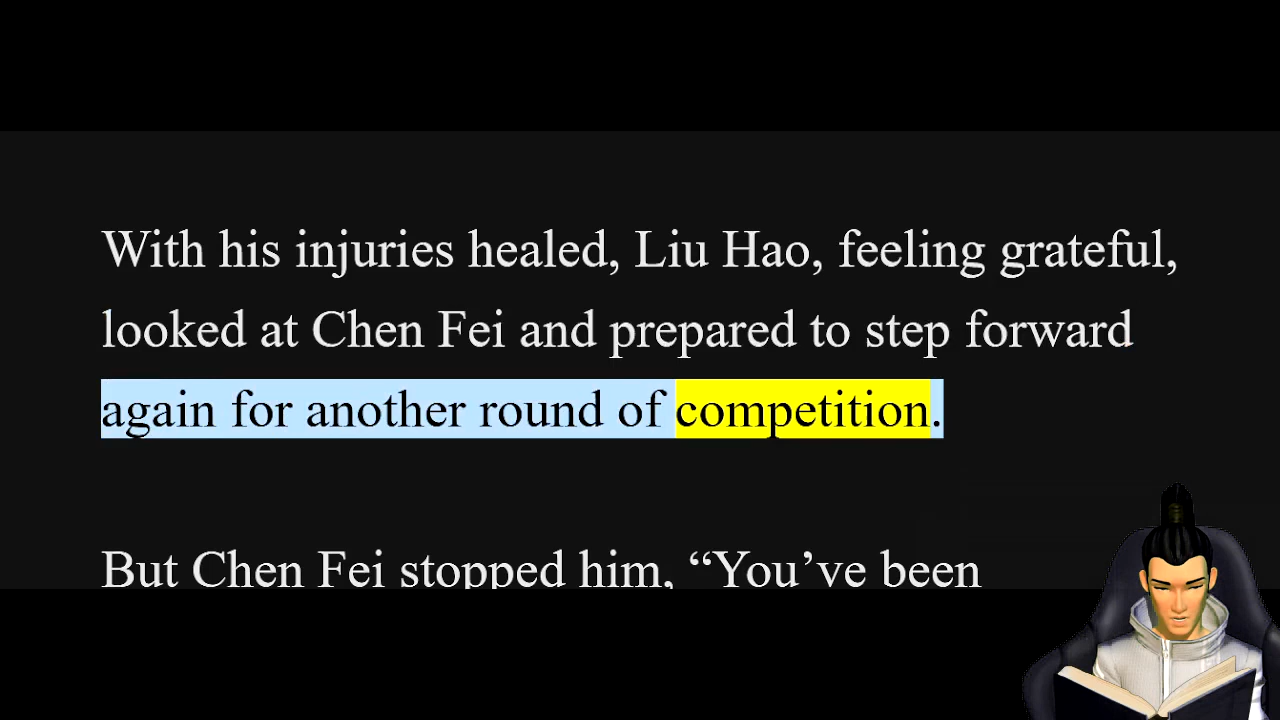 With his injuries healed, Liu Hao, feeling grateful,
looked at Chen Fei and prepared to step forward
again for another round of competition.
But Chen Fei stopped him, “You’ve been